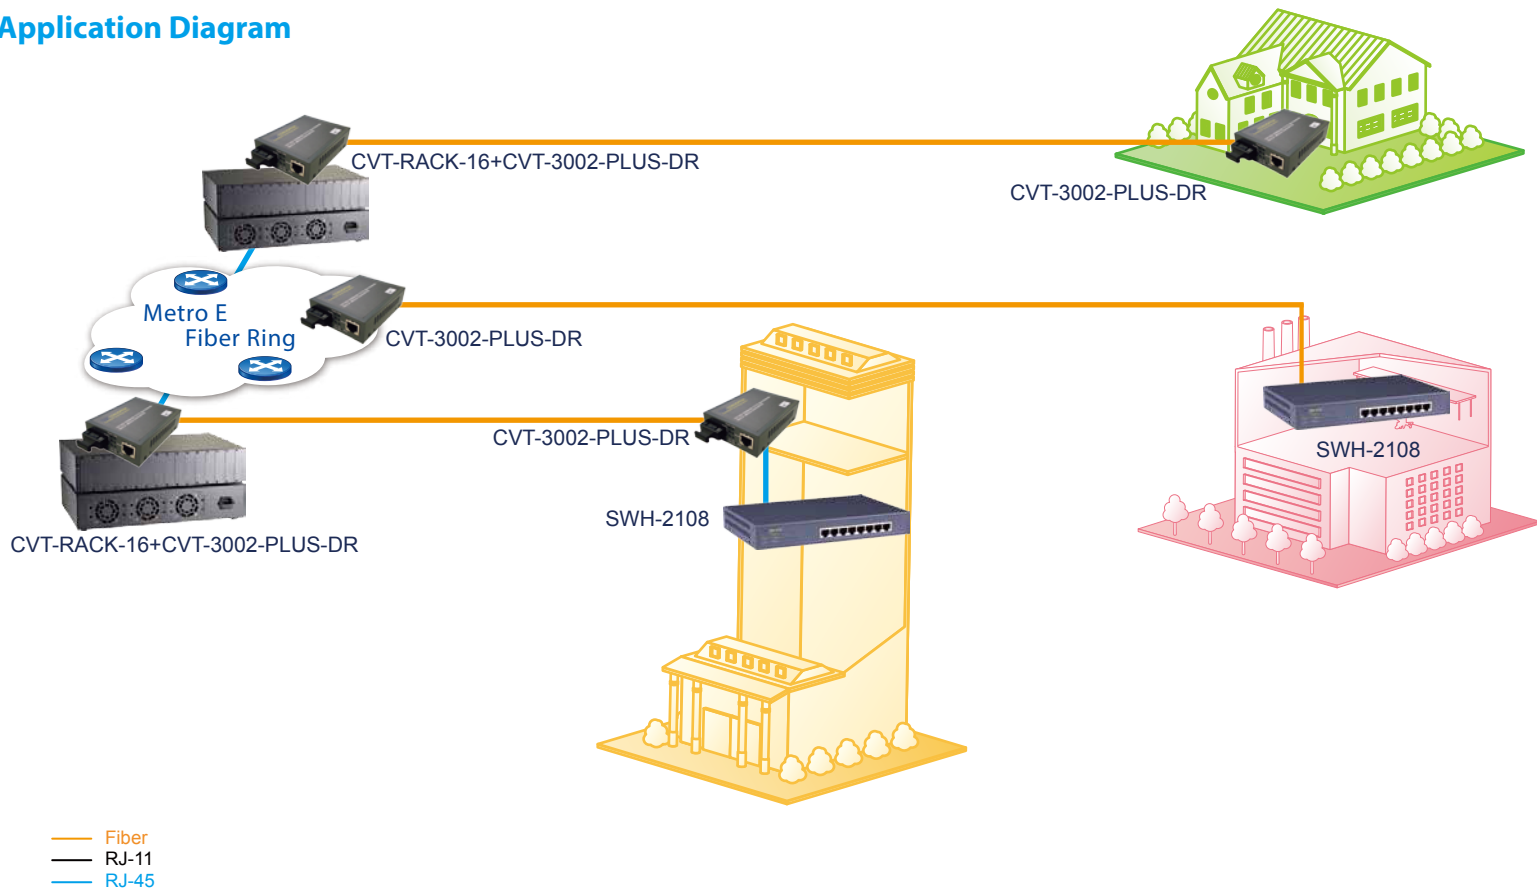 Application Diagram
CVT-RACK-16+CVT-3002-PLUS-DR
CVT-3002-PLUS-DR
Metro E
Fiber Ring
CVT-3002-PLUS-DR
CVT-3002-PLUS-DR
SWH-2108
SWH-2108
CVT-RACK-16+CVT-3002-PLUS-DR
Fiber
RJ-11
RJ-45